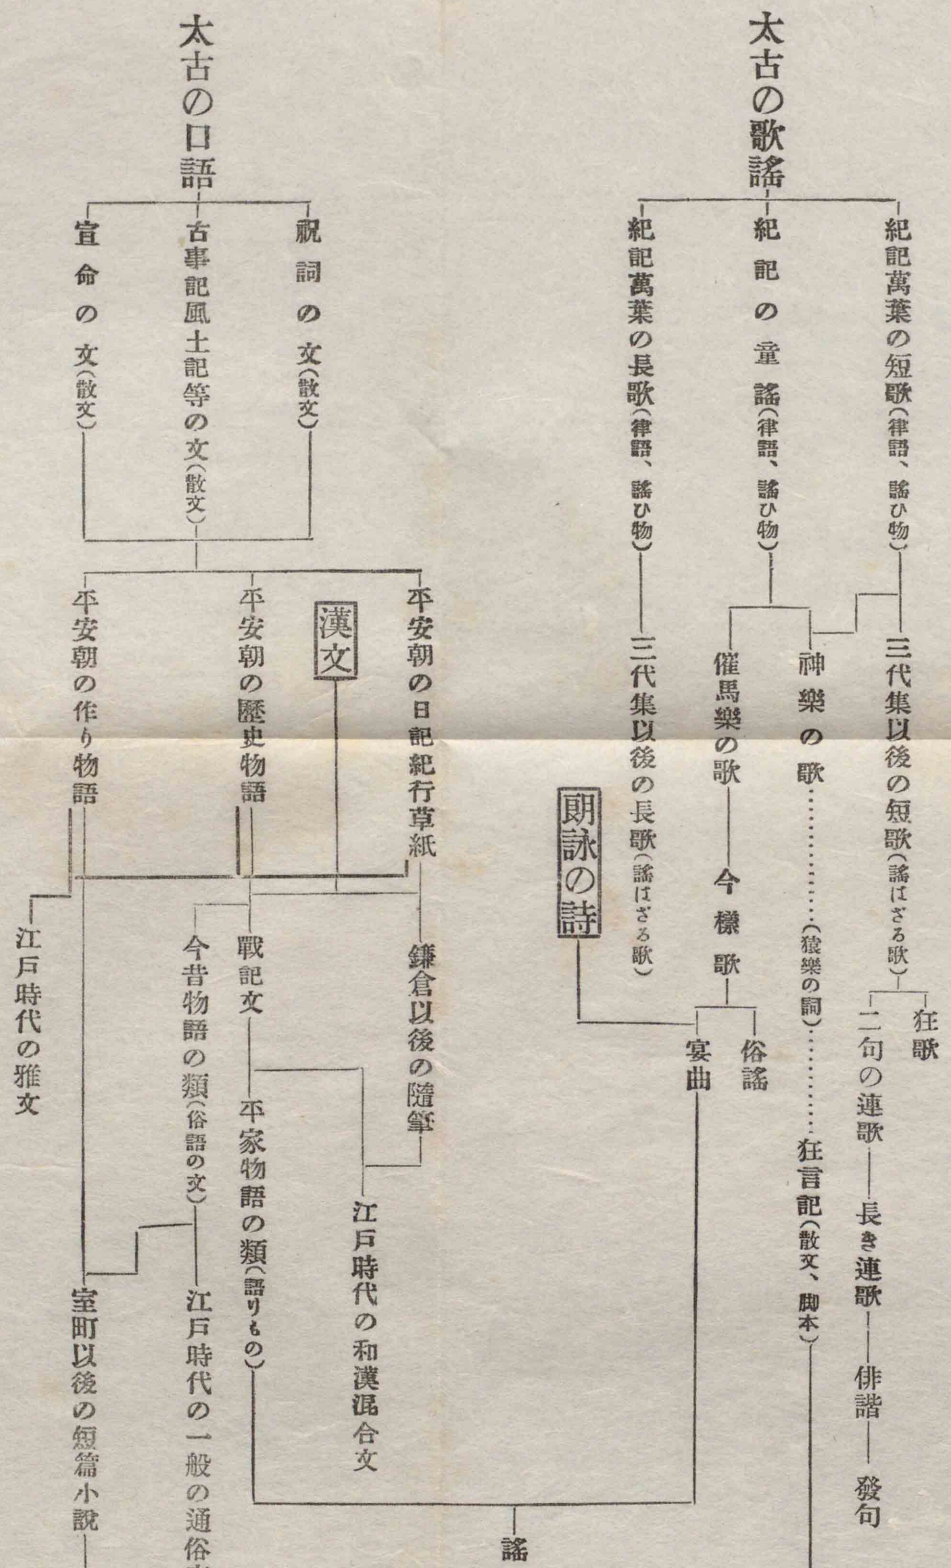 太古の歌謠
紀記萬葉の短歌(律語、謠ひ物)
紀記の童謠(律語、謠ひ物)
紀記萬葉の長歌(律語、謠ひ物)
三代集以後の短歌(謠はざる歌)
神樂の歌
(猿樂の詞)
狂言記(散文、脚本)
催馬樂の歌
今樣歌
三代集以後の長歌(謠はざる歌)
朗詠の詩
狂歌
二句の連歌
長き連歌
俳諧
發句
俗謠
宴曲
謠
太古の口語
祝詞の文(散文)
古事記風土記等の文(散文)
宣命の文(散文)
平安朝の日記紀行草紙
漢文
平安朝の歷史物語
平安朝の作り物語
鎌倉以後の隨筆
戰記文
今昔物語の類(俗語の文)
江戸時代の雅文
平家物語の類(語りもの)
江戸時代の和漢混合文
江戸時代の一般の通俗
室町以後の短篇小說